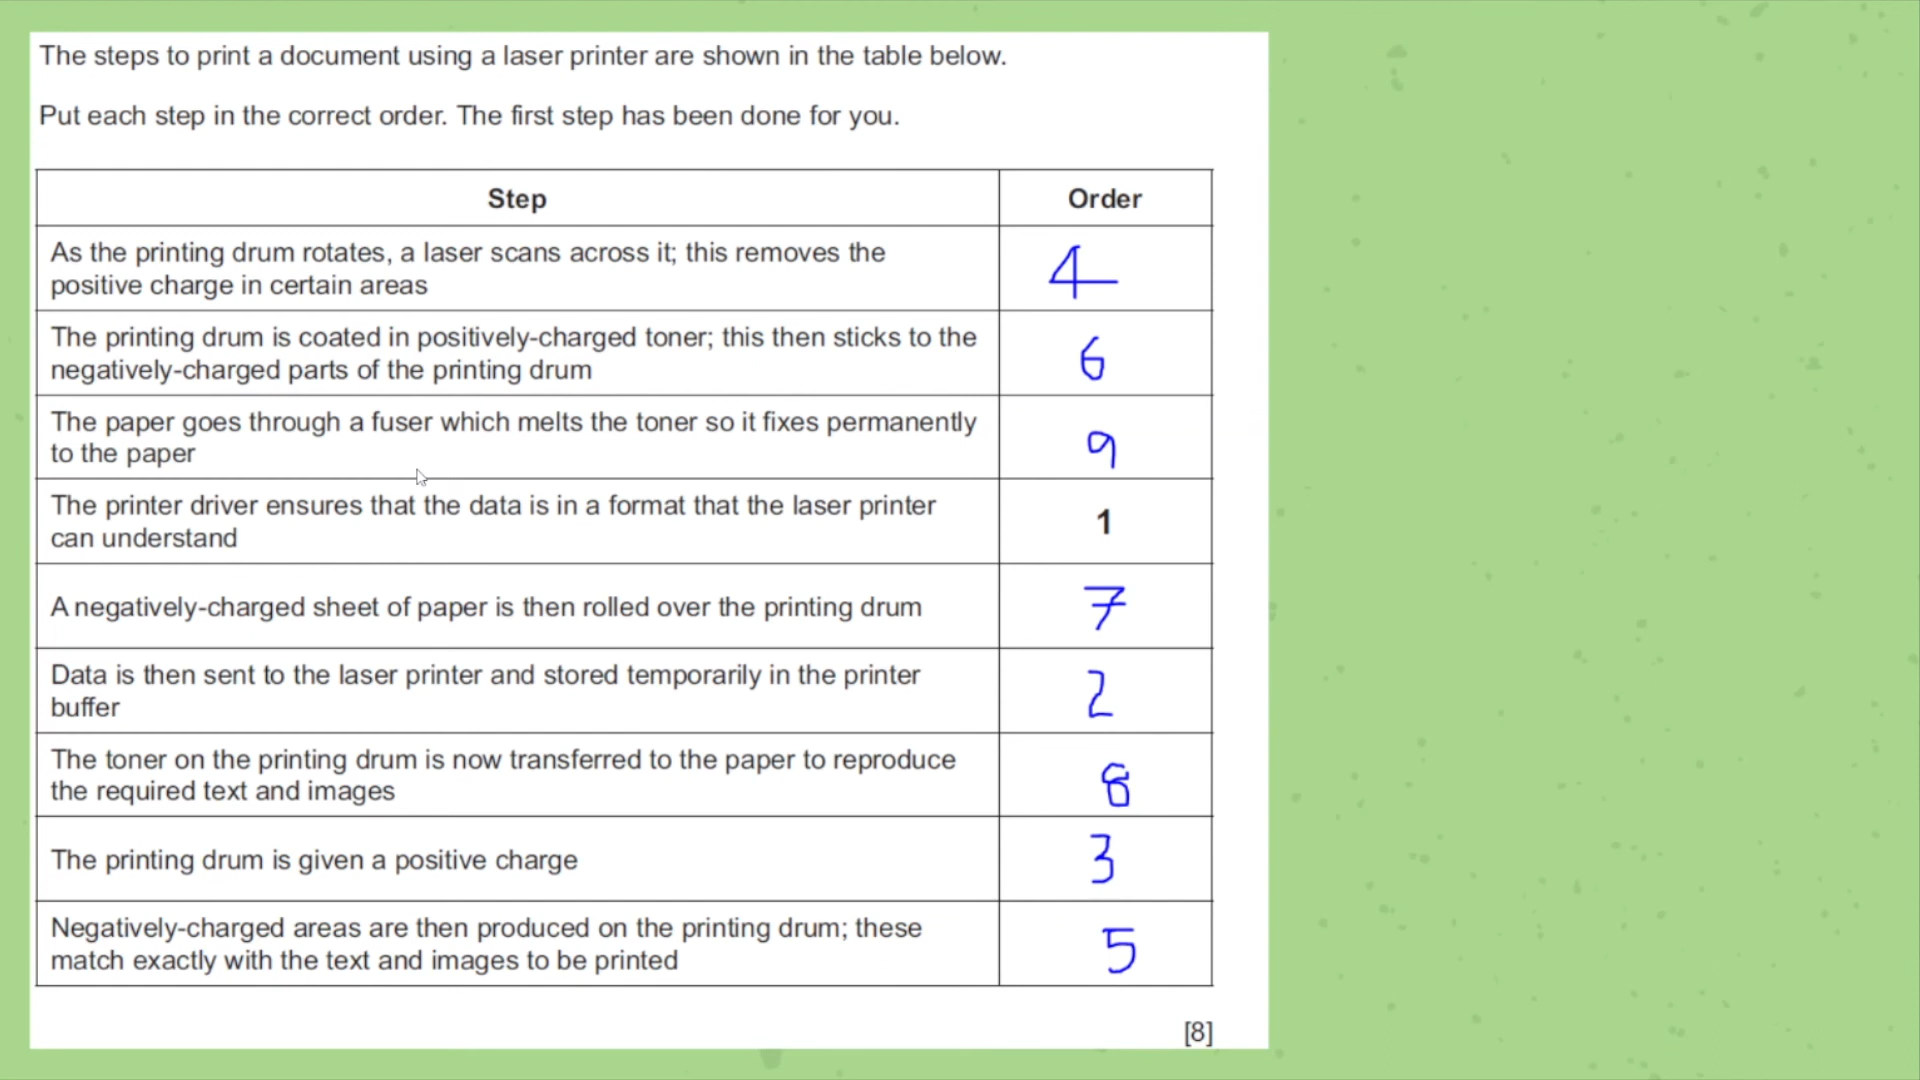 The steps to print a document using a laser printer are shown in the table below.
Put each step in the correct order. The first step has been done for you.
Step Order
As the printing drum rotates, a laser scans across it; this removes the
positive charge in certain areas
4
The printing drum is coated in positively-charged toner; this then sticks to the
negatively-charged parts of the printing drum
6
The paper goes through a fuser which melts the toner so it fixes permanently
to the paper
9
The printer driver ensures that the data is in a format that the laser printer
can understand
1
A negatively-charged sheet of paper is then rolled over the printing drum
7
Data is then sent to the laser printer and stored temporarily in the printer
buffer
2
The toner on the printing drum is now transferred to the paper to reproduce
the required text and images
8
The printing drum is given a positive charge
3
Negatively-charged areas are then produced on the printing drum; these
match exactly with the text and images to be printed
5
[8]